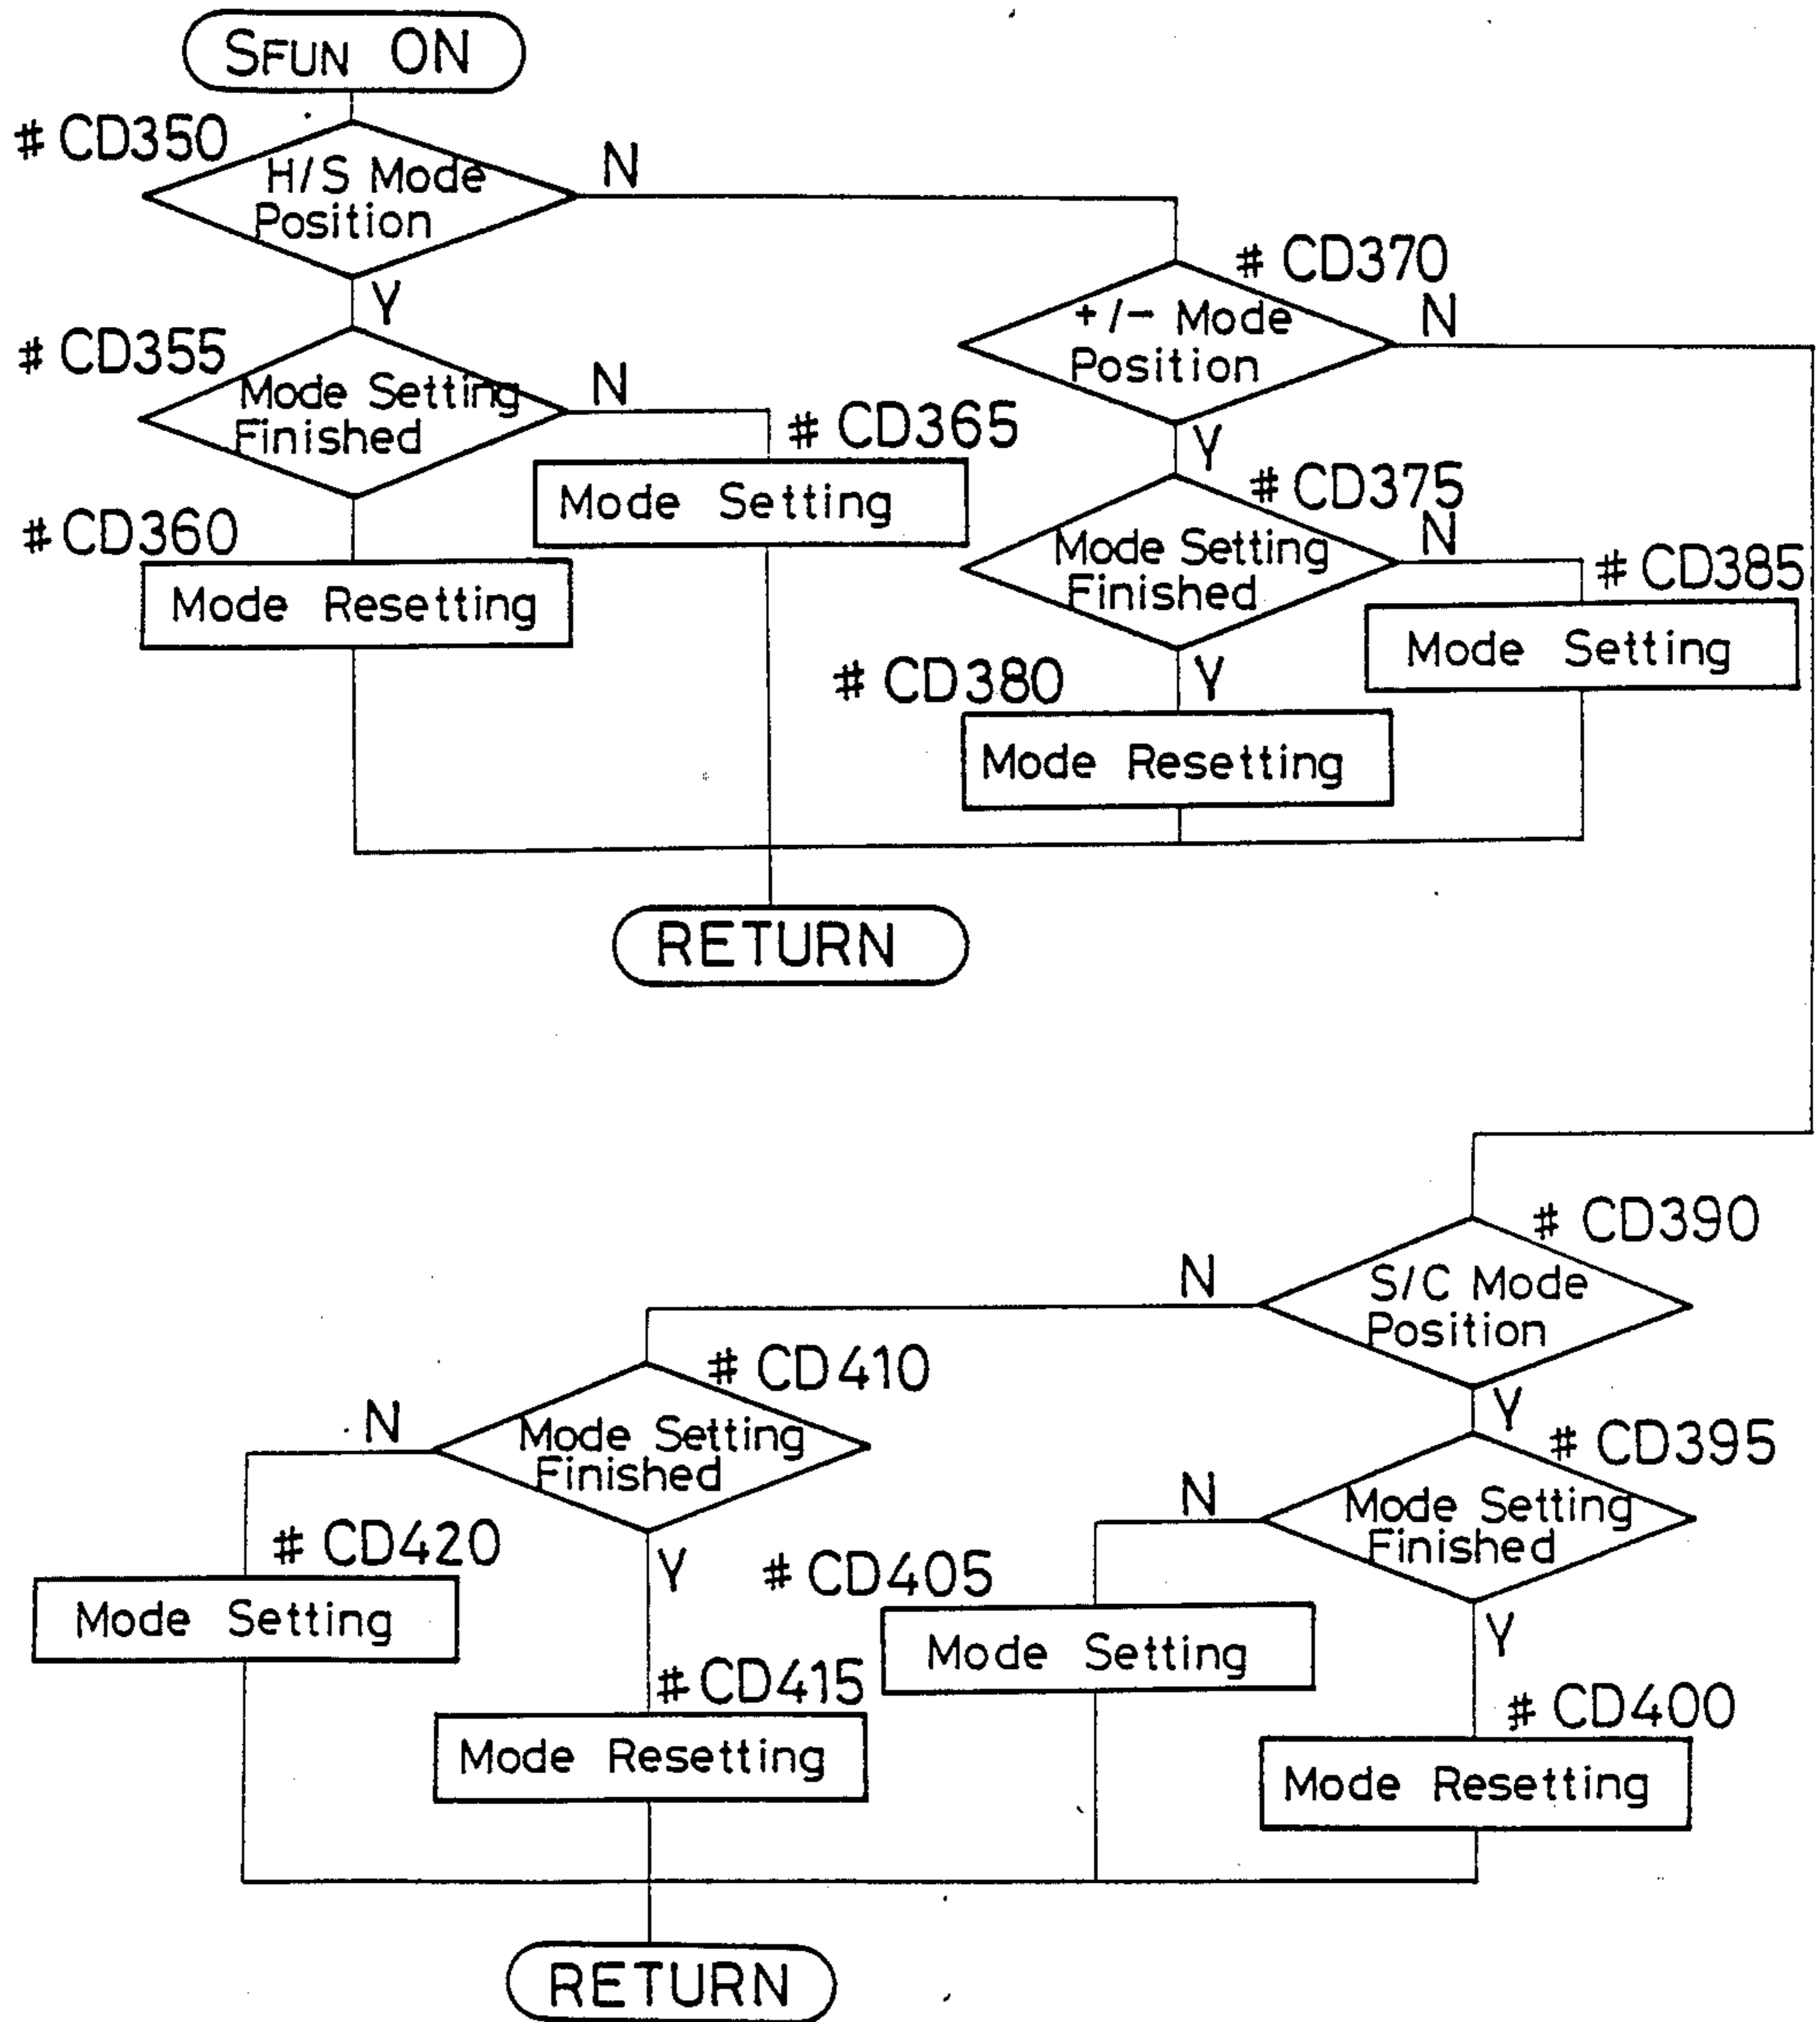 SFUN ON
# CD350
H/S Mode
Position
N
Y
# CD370
+/- Mode
Position
N
Y
# CD355
Mode Setting
Finished
N
# CD365
Mode Setting
# CD360
Mode Resetting
# CD375
Mode Setting
Finished
N
Y
# CD385
Mode Setting
# CD380
Mode Resetting
RETURN
# CD390
S/C Mode
Position
N
Y
# CD410
Mode Setting
Finished
N
Y
# CD395
Mode Setting
Finished
N
Y
# CD420
Mode Setting
# CD405
Mode Setting
# CD415
Mode Resetting
# CD400
Mode Resetting
RETURN